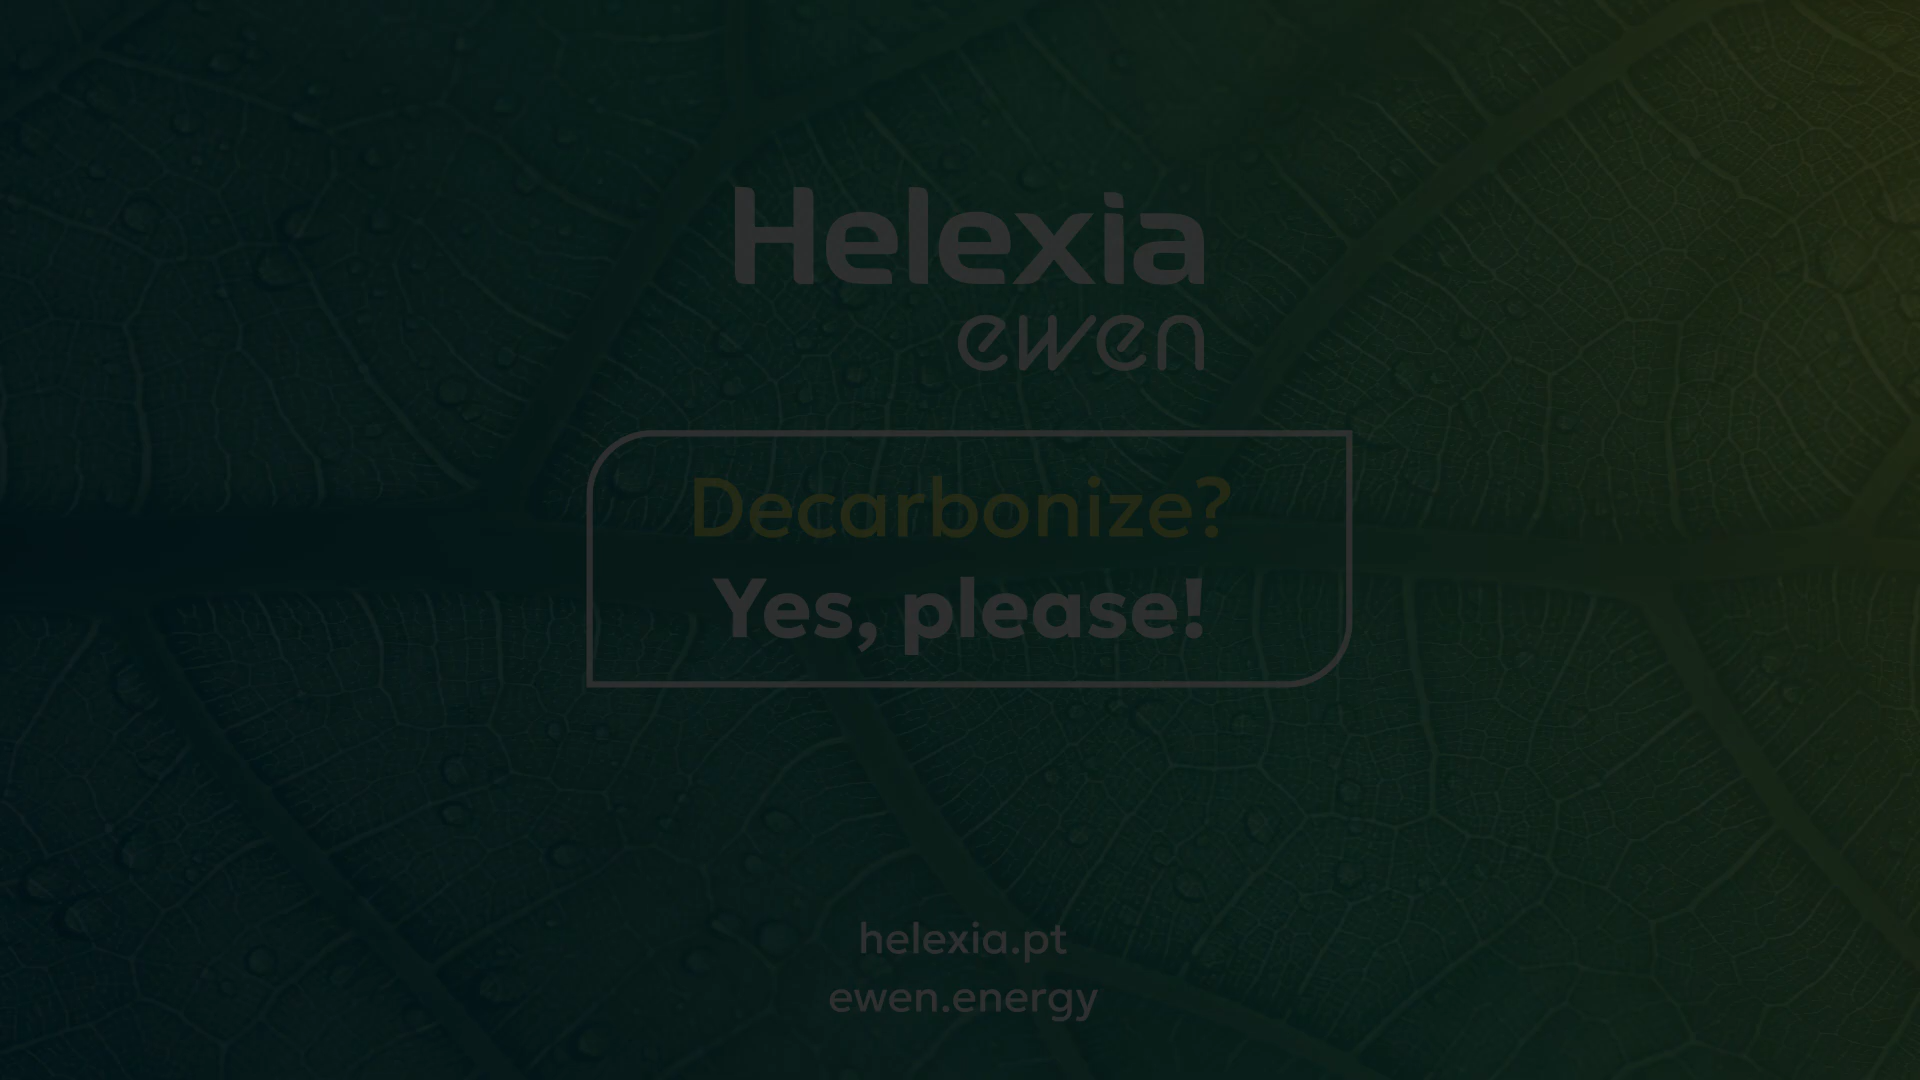 Helexia
ewen
Decarbonize?
Yes, please!
helexia.pt
ewen.energy